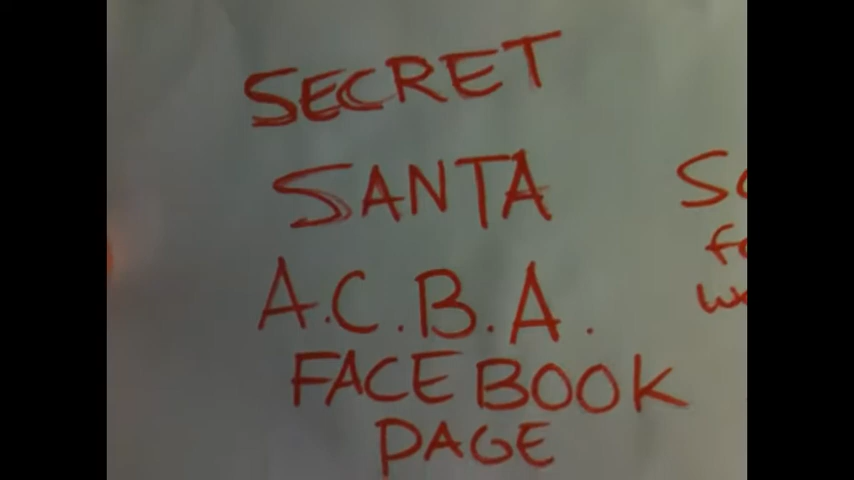 SECRET
SANTA
A.C.B.A.
FACEBOOK
PAGE